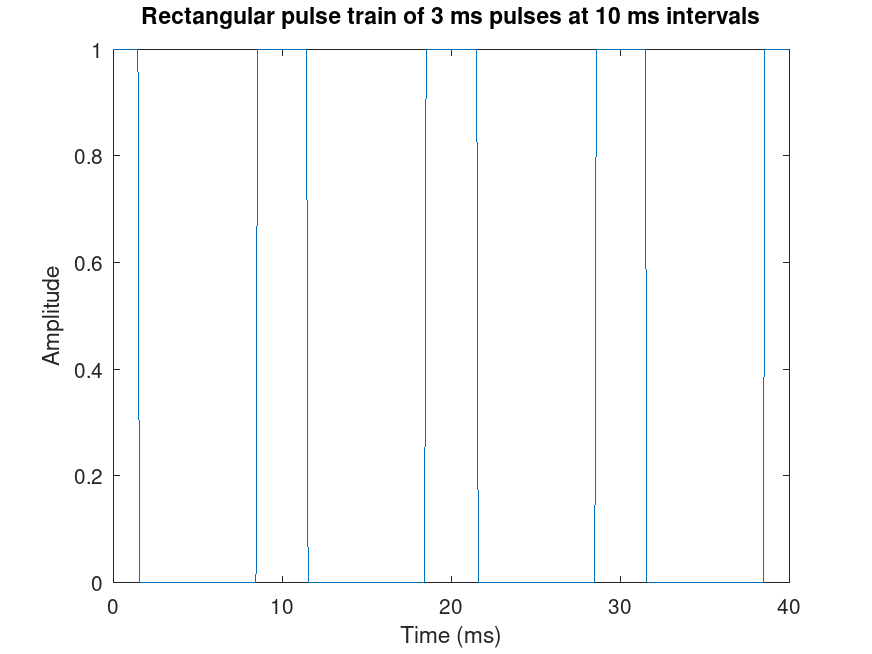 Rectangular pulse train of 3 ms pulses at 10 ms intervals
1
0.8
0.6
0.4
0.2
0
Amplitude
0 10 20 30 40
Time (ms)